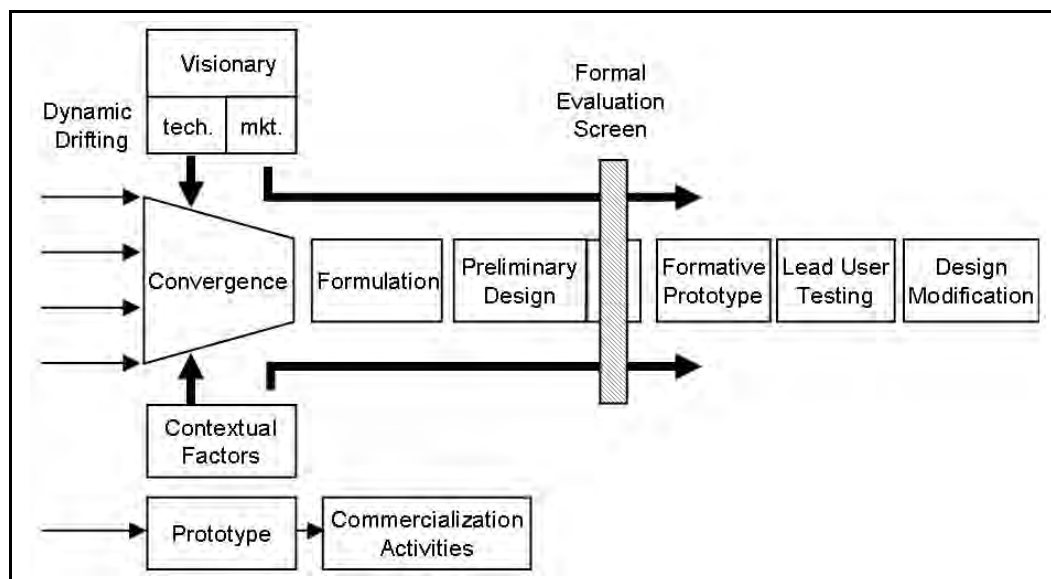 Visionary
tech.
mkt.
Dynamic
Drifting
Formal
Evaluation
Screen
Convergence
Formulation
Preliminary
Design
Formative
Prototype
Lead User
Testing
Design
Modification
Contextual
Factors
Prototype
Commercialization
Activities